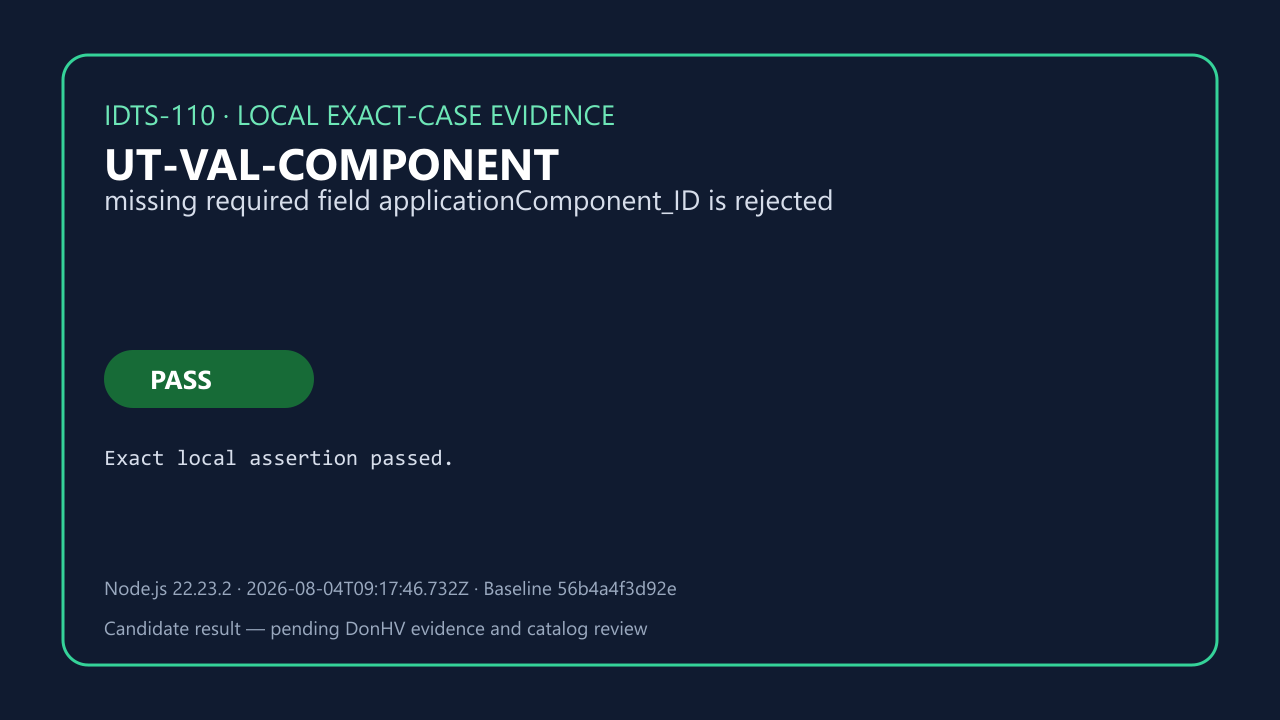 IDTS-110 · LOCAL EXACT-CASE EVIDENCE
UT-VAL-COMPONENT
missing required field applicationComponent_ID is rejected
PASS
Exact local assertion passed.
Node.js 22.23.2 · 2026-08-04T09:17:46.732Z · Baseline 56b4a4f3d92e
Candidate result — pending DonHV evidence and catalog review